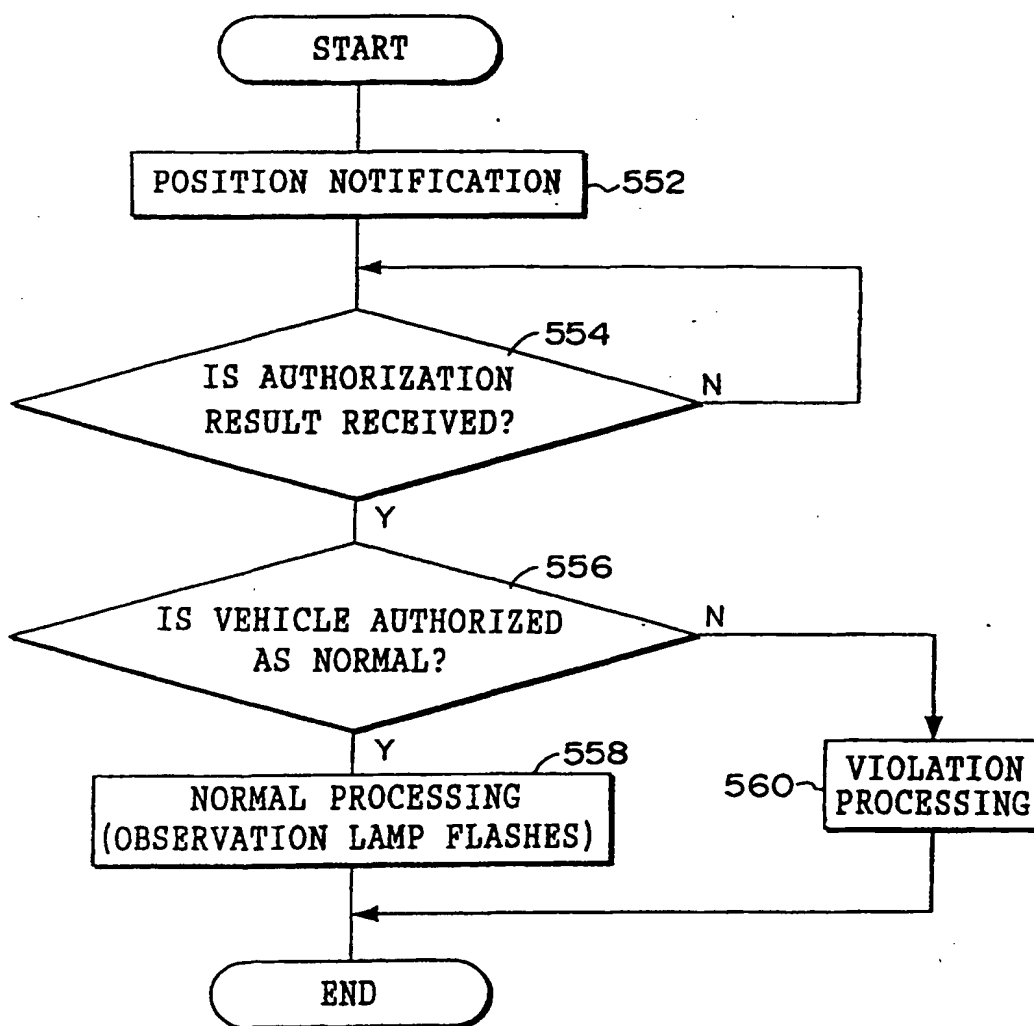 START
POSITION NOTIFICATION
552
554
IS AUTHORIZATION
RESULT RECEIVED?
N
Y
556
IS VEHICLE AUTHORIZED
AS NORMAL?
N
Y
558
NORMAL PROCESSING
(OBSERVATION LAMP FLASHES)
560
VIOLATION
PROCESSING
END